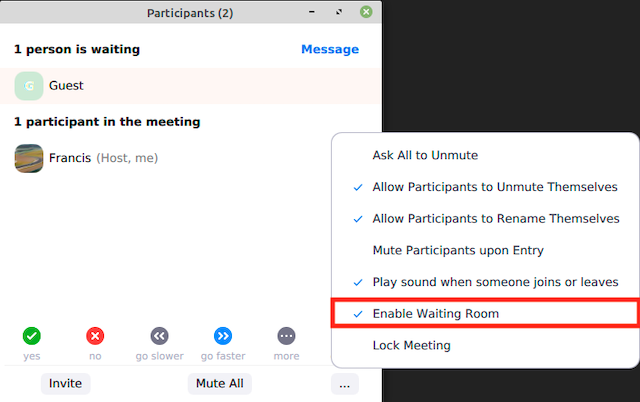 Participants (2)
1 person is waiting Message
G Guest
1 participant in the meeting
Francis (Host, me)
Ask All to Unmute
Allow Participants to Unmute Themselves
Allow Participants to Rename Themselves
Mute Participants upon Entry
Play sound when someone joins or leaves
Enable Waiting Room
Lock Meeting
yes no go slower go faster more
Invite Mute All ...